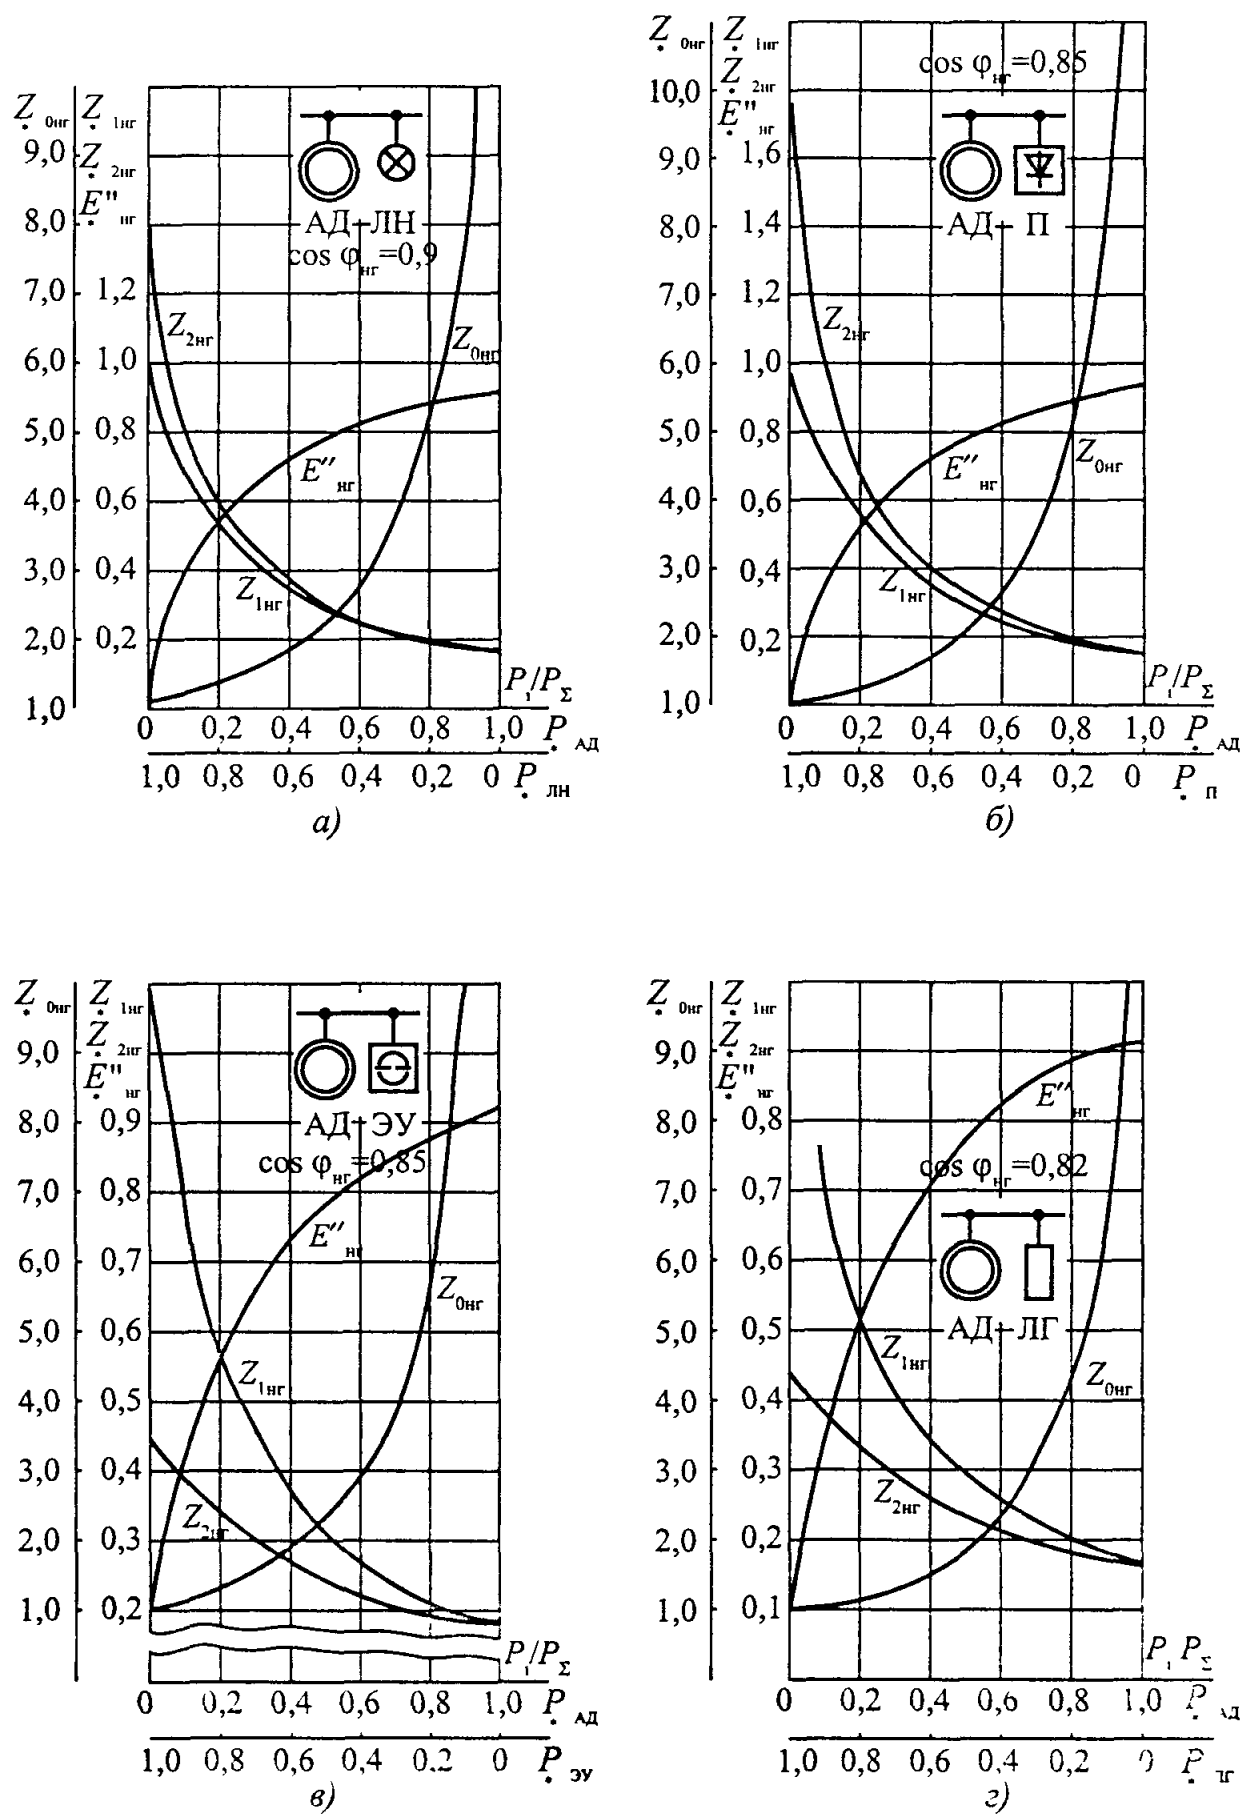 Z* 0нг Z* 1нг
Z* 2нг
E'' * нг
9,0
8,0
7,0 1,2
6,0 1,0
5,0 0,8
4,0 0,6
3,0 0,4
2,0 0,2
1,0
АД ЛН
cos φнг=0,9
Z2нг
Z0нг
E''нг
Z1нг
P1/PΣ
0 0,2 0,4 0,6 0,8 1,0 P* АД
1,0 0,8 0,6 0,4 0,2 0 P* ЛН
а)
Z* 0нг Z* 1нг
Z* 2нг
E'' * нг
10,0
9,0 1,6
8,0 1,4
7,0 1,2
6,0 1,0
5,0 0,8
4,0 0,6
3,0 0,4
2,0 0,2
1,0
cos φнг=0,85
АД П
Z2нг
Z0нг
E''нг
Z1нг
P1/PΣ
0 0,2 0,4 0,6 0,8 1,0 P* АД
1,0 0,8 0,6 0,4 0,2 0 P* П
б)
Z* 0нг Z* 1нг
Z* 2нг
E'' * нг
9,0
8,0 0,9
7,0 0,8
6,0 0,7
5,0 0,6
4,0 0,5
3,0 0,4
2,0 0,3
1,0 0,2
АД ЭУ
cos φнг=0,85
E''нг
Z0нг
Z1нг
Z2нг
P1/PΣ
0 0,2 0,4 0,6 0,8 1,0 P* АД
1,0 0,8 0,6 0,4 0,2 0 P* ЭУ
в)
Z* 0нг Z* 1нг
Z* 2нг
E'' * нг
9,0
8,0 0,8
7,0 0,7
6,0 0,6
5,0 0,5
4,0 0,4
3,0 0,3
2,0 0,2
1,0 0,1
E''нг
cos φнг=0,82
АД ЛГ
Z1нг
Z0нг
Z2нг
P1 PΣ
0 0,2 0,4 0,6 0,8 1,0 P*
1,0 0,8 0,6 0,4 0,2 P*
г)